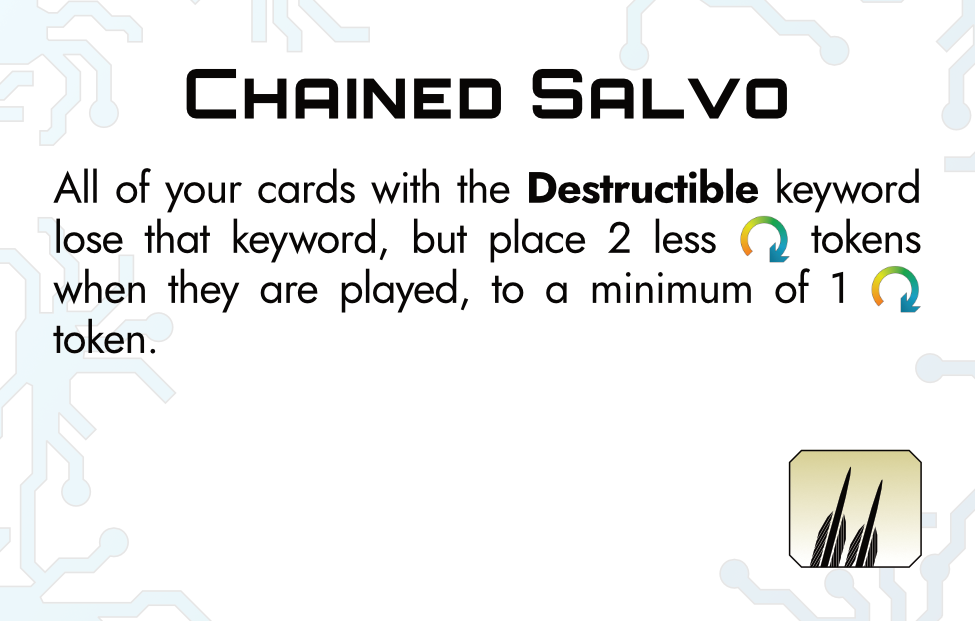 Chained Salvo
All of your cards with the Destructible keyword
lose that keyword, but place 2 less tokens
when they are played, to a minimum of 1
token.